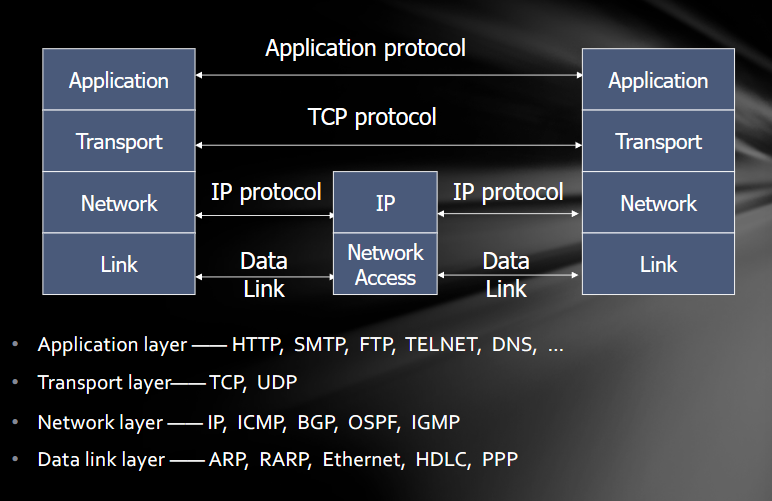 Application protocol
Application
Application
TCP protocol
Transport
Transport
IP protocol
IP protocol
Network
IP
Network
Link
Data
Link
Network
Access
Data
Link
Link
• Application layer —— HTTP, SMTP, FTP, TELNET, DNS, ...
• Transport layer—— TCP, UDP
• Network layer —— IP, ICMP, BGP, OSPF, IGMP
• Data link layer —— ARP, RARP, Ethernet, HDLC, PPP